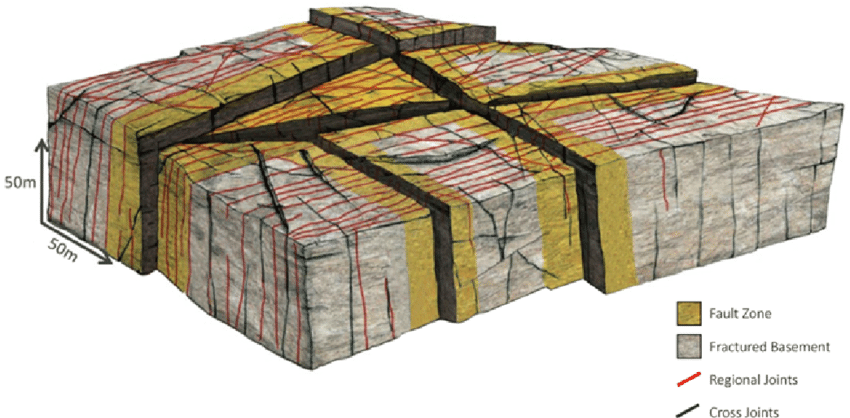 50m
50m
Fault Zone
Fractured Basement
Regional Joints
Cross Joints